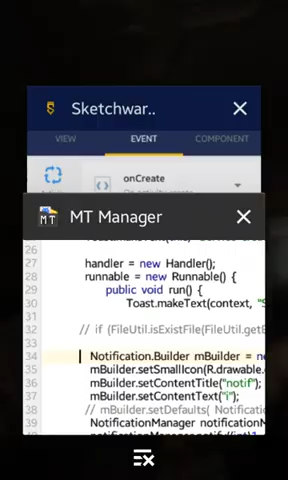 Sketchwar..
VIEW
EVENT
COMPONENT
onCreate
MT Manager
26
27 handler = new Handler();
28 runnable = new Runnable() {
29 public void run() {
30 Toast.makeText(context, "S
31
32 // if (FileUtil.isExistFile(FileUtil.getE
33
34 Notification.Builder mBuilder = ne
35 mBuilder.setSmallIcon(R.drawable.
36 mBuilder.setContentTitle("notif");
37 mBuilder.setContentText("i");
38 // mBuilder.setDefaults( Notification
39 NotificationManager notificationM
40